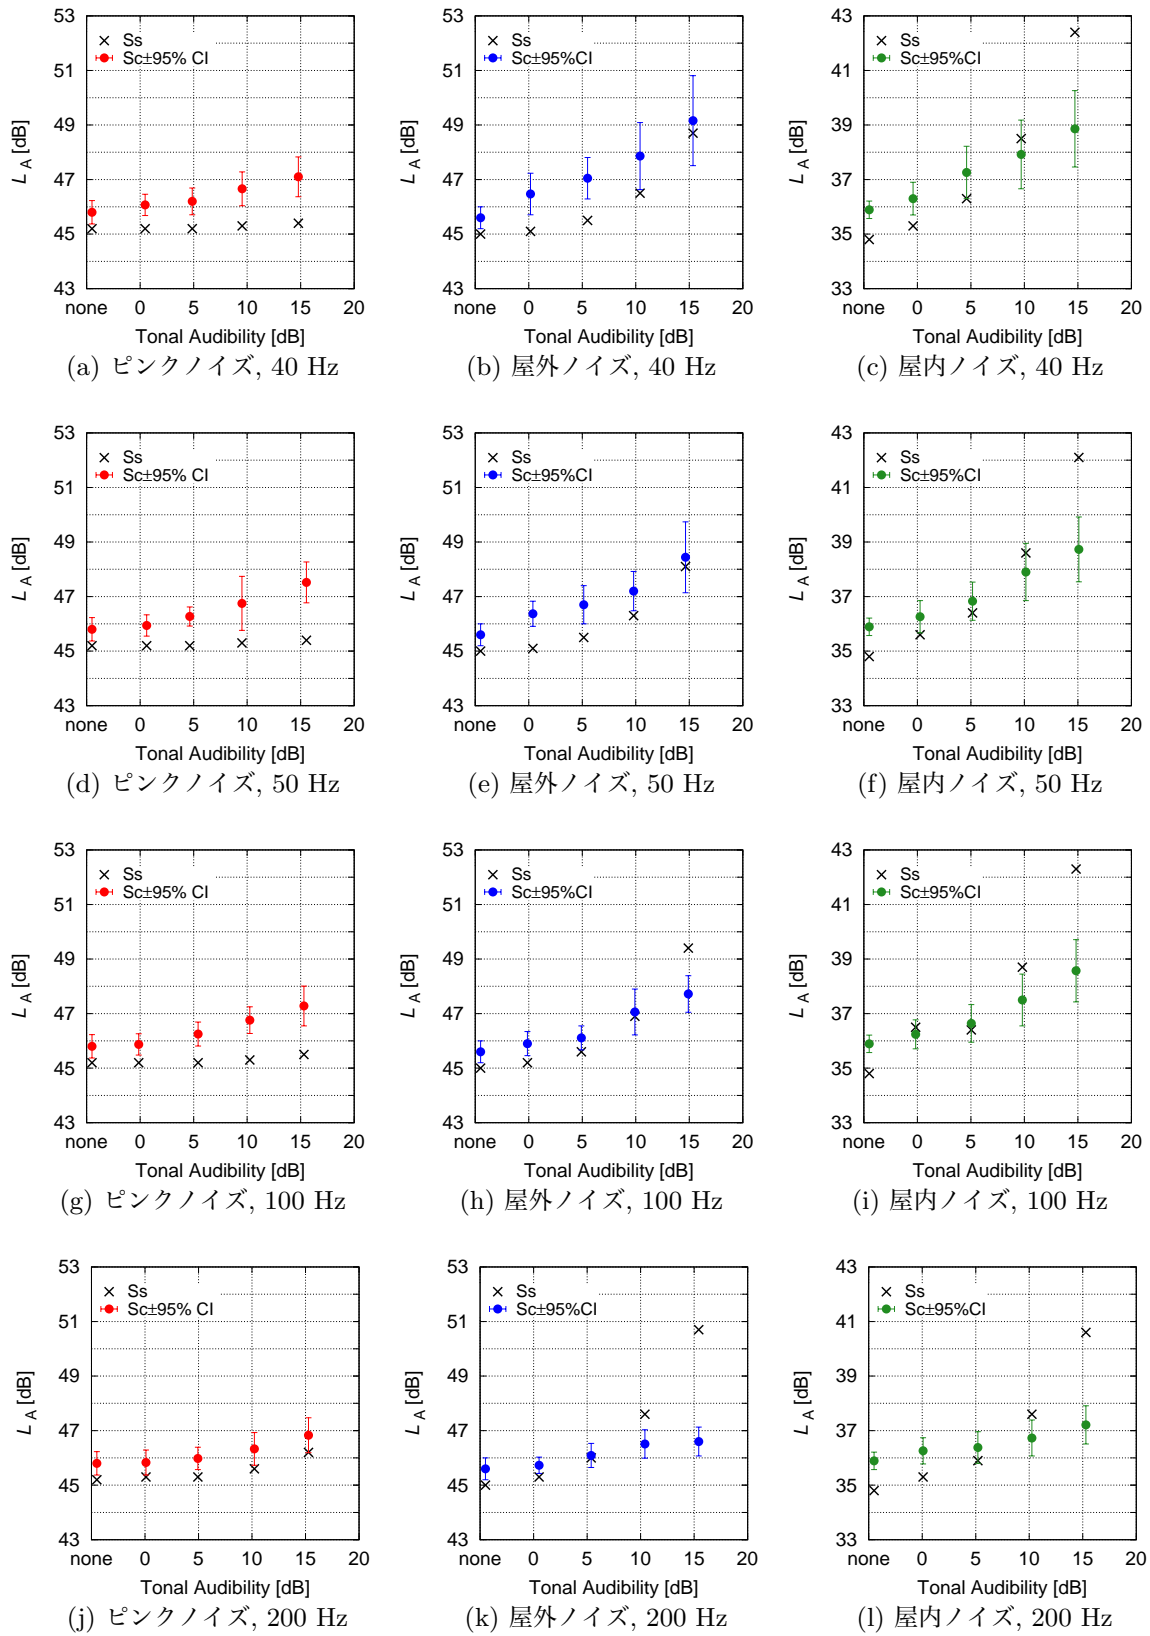 53
51
49
47
45
43
L A [dB]
Ss
Sc±95% CI
none 0 5 10 15 20
Tonal Audibility [dB]
(a) ピンクノイズ, 40 Hz
53
51
49
47
45
43
L A [dB]
Ss
Sc±95%CI
none 0 5 10 15 20
Tonal Audibility [dB]
(b) 屋外ノイズ, 40 Hz
43
41
39
37
35
33
L A [dB]
Ss
Sc±95%CI
none 0 5 10 15 20
Tonal Audibility [dB]
(c) 屋内ノイズ, 40 Hz
53
51
49
47
45
43
L A [dB]
Ss
Sc±95% CI
none 0 5 10 15 20
Tonal Audibility [dB]
(d) ピンクノイズ, 50 Hz
53
51
49
47
45
43
L A [dB]
Ss
Sc±95%CI
none 0 5 10 15 20
Tonal Audibility [dB]
(e) 屋外ノイズ, 50 Hz
43
41
39
37
35
33
L A [dB]
Ss
Sc±95%CI
none 0 5 10 15 20
Tonal Audibility [dB]
(f) 屋内ノイズ, 50 Hz
53
51
49
47
45
43
L A [dB]
Ss
Sc±95% CI
none 0 5 10 15 20
Tonal Audibility [dB]
(g) ピンクノイズ, 100 Hz
53
51
49
47
45
43
L A [dB]
Ss
Sc±95%CI
none 0 5 10 15 20
Tonal Audibility [dB]
(h) 屋外ノイズ, 100 Hz
43
41
39
37
35
33
L A [dB]
Ss
Sc±95%CI
none 0 5 10 15 20
Tonal Audibility [dB]
(i) 屋内ノイズ, 100 Hz
53
51
49
47
45
43
L A [dB]
Ss
Sc±95% CI
none 0 5 10 15 20
Tonal Audibility [dB]
(j) ピンクノイズ, 200 Hz
53
51
49
47
45
43
L A [dB]
Ss
Sc±95%CI
none 0 5 10 15 20
Tonal Audibility [dB]
(k) 屋外ノイズ, 200 Hz
43
41
39
37
35
33
L A [dB]
Ss
Sc±95%CI
none 0 5 10 15 20
Tonal Audibility [dB]
(l) 屋内ノイズ, 200 Hz